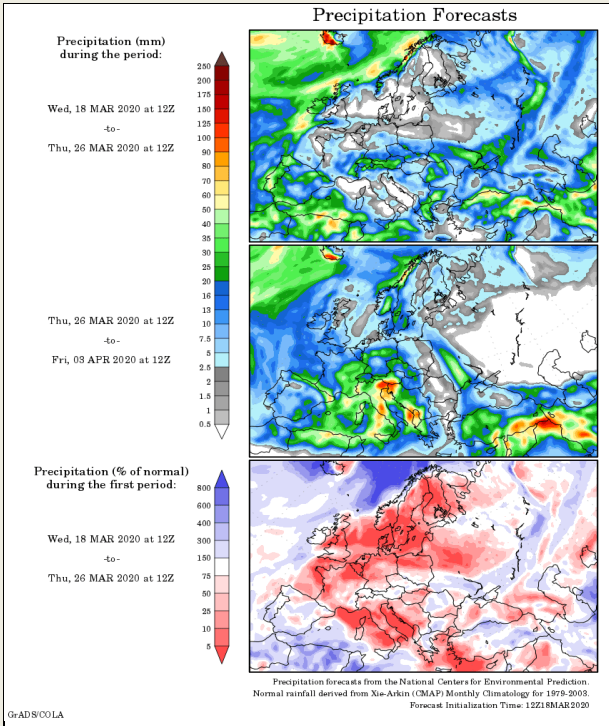 Precipitation Forecasts
Precipitation (mm)
during the period:
Wed, 18 MAR 2020 at 12Z
-to-
Thu, 26 MAR 2020 at 12Z
250
200
175
150
125
100
90
80
70
60
50
40
35
30
25
20
16
13
10
7.5
5
2.5
2
1.5
1
0.5
Thu, 26 MAR 2020 at 12Z
-to-
Fri, 03 APR 2020 at 12Z
Precipitation (% of normal)
during the first period:
Wed, 18 MAR 2020 at 12Z
-to-
Thu, 26 MAR 2020 at 12Z
800
600
400
300
150
75
50
25
10
5
Precipitation forecasts from the National Centers for Environmental Prediction.
Normal rainfall derived from Xie-Arkin (CMAP) Monthly Climatology for 1979-2003.
Forecast Initialization Time: 12Z18MAR2020
GrADS/COLA